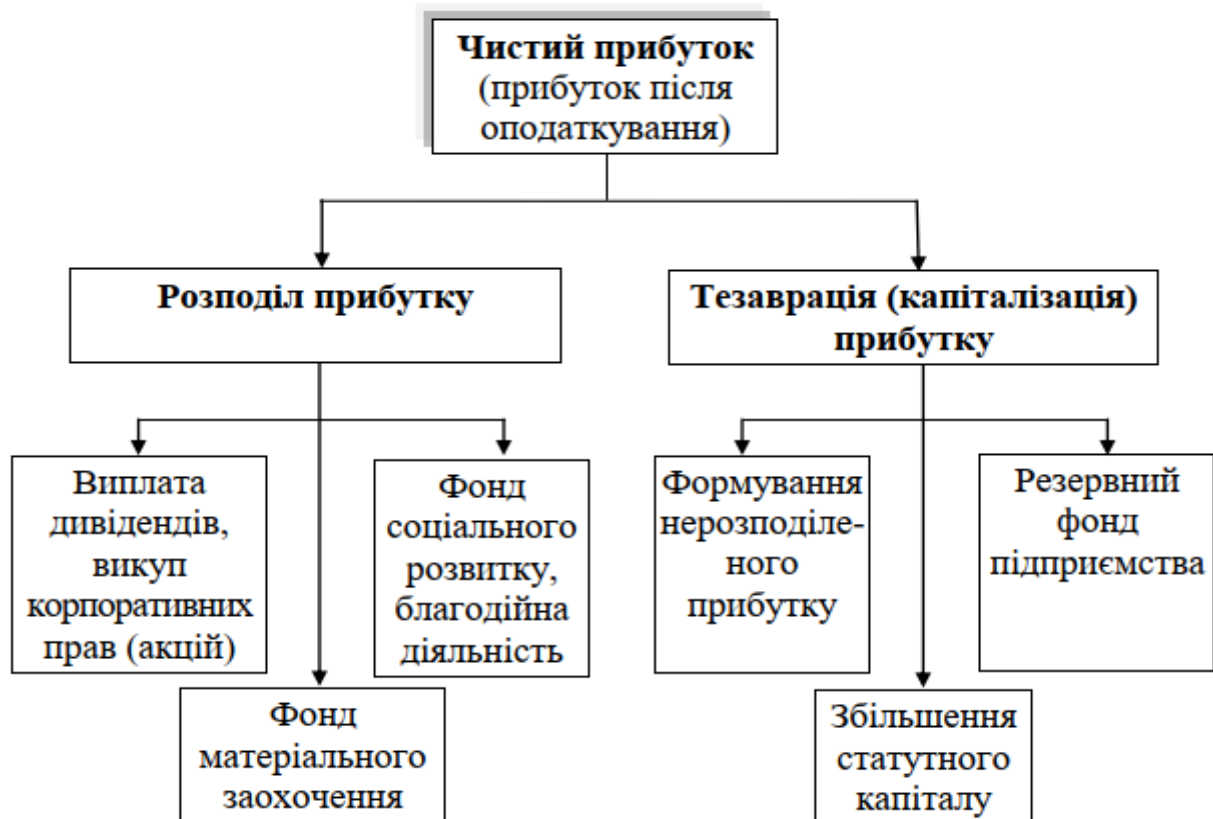 Чистий прибуток
(прибуток після
оподаткування)
Розподіл прибутку
Тезаврація (капіталізація)
прибутку
Виплата
дивідендів,
викуп
корпоративних
прав (акцій)
Фонд
соціального
розвитку,
благодійна
діяльність
Формування
нерозподіле-
ного
прибутку
Резервний
фонд
підприємства
Фонд
матеріального
заохочення
Збільшення
статутного
капіталу